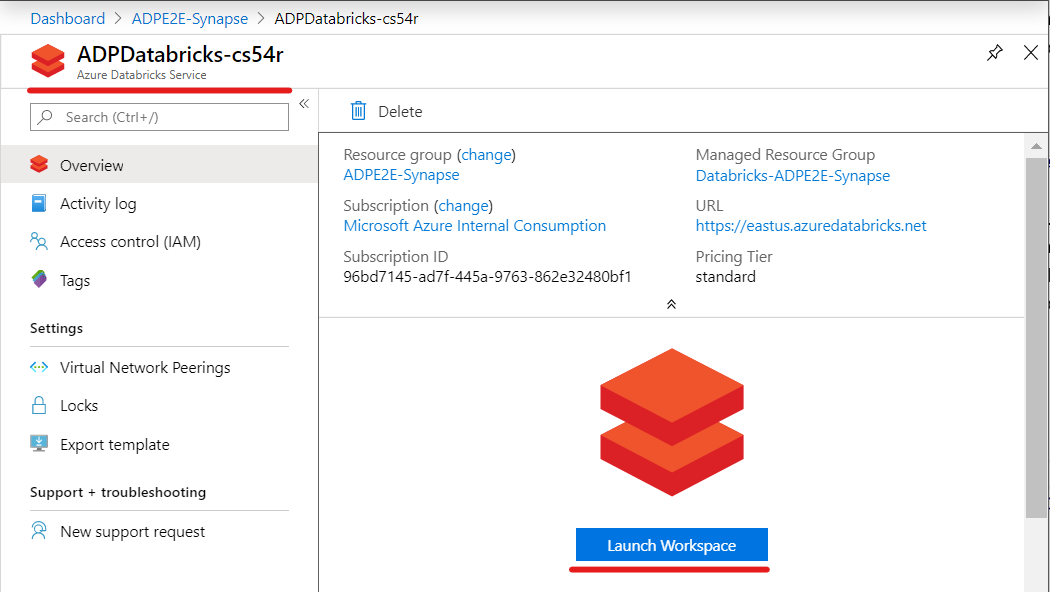 Dashboard > ADPE2E-Synapse > ADPDatabricks-cs54r
ADPDatabricks-cs54r
Azure Databricks Service
Search (Ctrl+/)
Overview
Activity log
Access control (IAM)
Tags
Settings
Virtual Network Peerings
Locks
Export template
Support + troubleshooting
New support request
Delete
Resource group (change)
ADPE2E-Synapse
Subscription (change)
Microsoft Azure Internal Consumption
Subscription ID
96bd7145-ad7f-445a-9763-862e32480bf1
Managed Resource Group
Databricks-ADPE2E-Synapse
URL
https://eastus.azuredatabricks.net
Pricing Tier
standard
Launch Workspace